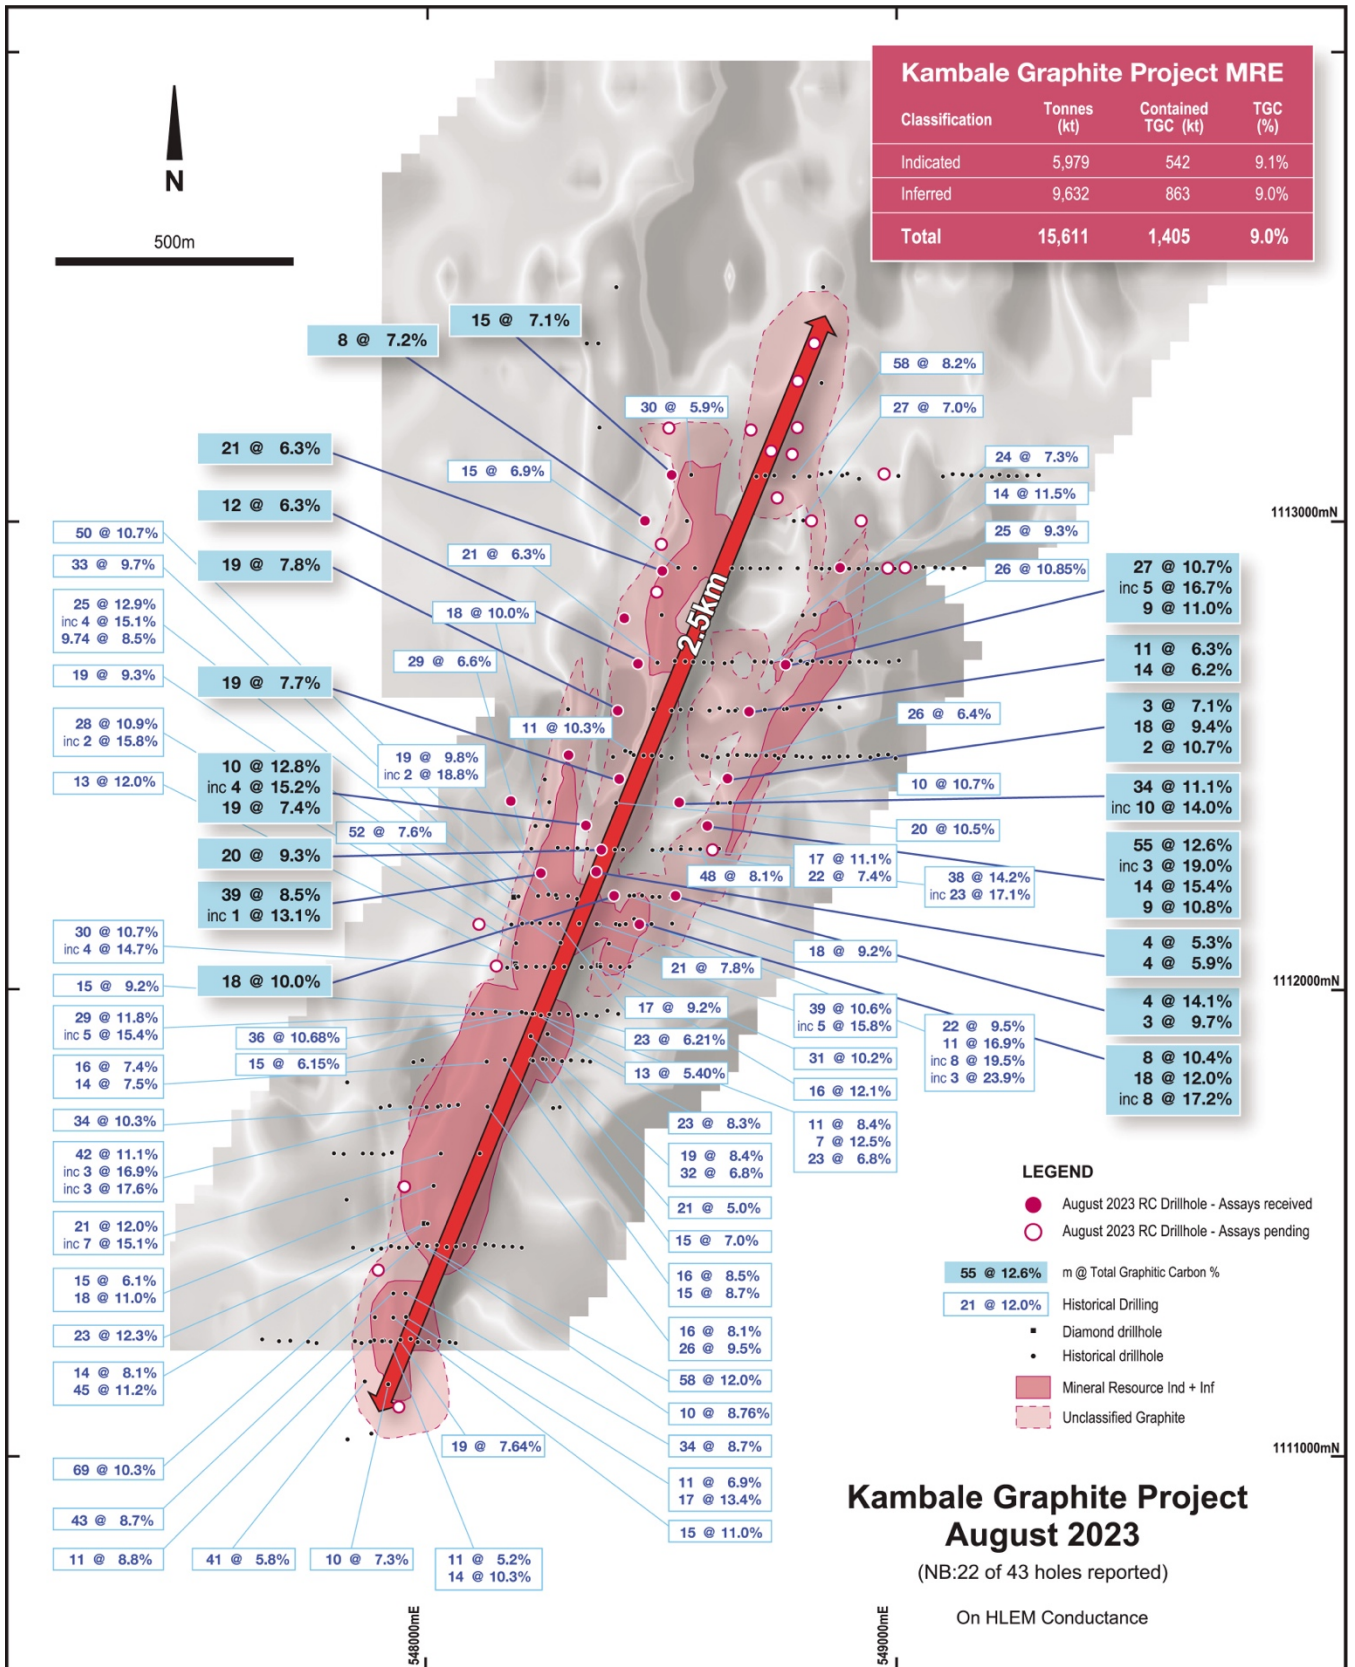 Kambale Graphite Project MRE
Classification Tonnes (kt) Contained TGC (kt) TGC (%)
Indicated 5,979 542 9.1%
Inferred 9,632 863 9.0%
Total 15,611 1,405 9.0%
N
500m
15 @ 7.1%
8 @ 7.2%
58 @ 8.2%
30 @ 5.9%
27 @ 7.0%
21 @ 6.3%
15 @ 6.9%
24 @ 7.3%
14 @ 11.5%
12 @ 6.3%
1113000mN
50 @ 10.7%
25 @ 9.3%
21 @ 6.3%
33 @ 9.7%
19 @ 7.8%
26 @ 10.85%
27 @ 10.7%
inc 5 @ 16.7%
9 @ 11.0%
25 @ 12.9%
inc 4 @ 15.1%
9.74 @ 8.5%
18 @ 10.0%
2.5km
11 @ 6.3%
14 @ 6.2%
29 @ 6.6%
19 @ 9.3%
19 @ 7.7%
3 @ 7.1%
18 @ 9.4%
2 @ 10.7%
26 @ 6.4%
28 @ 10.9%
inc 2 @ 15.8%
11 @ 10.3%
19 @ 9.8%
inc 2 @ 18.8%
10 @ 12.8%
inc 4 @ 15.2%
19 @ 7.4%
13 @ 12.0%
10 @ 10.7%
34 @ 11.1%
inc 10 @ 14.0%
52 @ 7.6%
20 @ 10.5%
20 @ 9.3%
17 @ 11.1%
22 @ 7.4%
55 @ 12.6%
inc 3 @ 19.0%
14 @ 15.4%
9 @ 10.8%
48 @ 8.1%
38 @ 14.2%
inc 23 @ 17.1%
39 @ 8.5%
inc 1 @ 13.1%
30 @ 10.7%
inc 4 @ 14.7%
4 @ 5.3%
4 @ 5.9%
18 @ 9.2%
18 @ 10.0%
21 @ 7.8%
1112000mN
15 @ 9.2%
4 @ 14.1%
3 @ 9.7%
17 @ 9.2%
39 @ 10.6%
inc 5 @ 15.8%
29 @ 11.8%
inc 5 @ 15.4%
22 @ 9.5%
11 @ 16.9%
inc 8 @ 19.5%
inc 3 @ 23.9%
36 @ 10.68%
23 @ 6.21%
31 @ 10.2%
8 @ 10.4%
18 @ 12.0%
inc 8 @ 17.2%
15 @ 6.15%
16 @ 7.4%
14 @ 7.5%
13 @ 5.40%
16 @ 12.1%
34 @ 10.3%
23 @ 8.3%
11 @ 8.4%
7 @ 12.5%
23 @ 6.8%
42 @ 11.1%
inc 3 @ 16.9%
inc 3 @ 17.6%
19 @ 8.4%
32 @ 6.8%
21 @ 5.0%
21 @ 12.0%
inc 7 @ 15.1%
15 @ 7.0%
15 @ 6.1%
18 @ 11.0%
16 @ 8.5%
15 @ 8.7%
23 @ 12.3%
16 @ 8.1%
26 @ 9.5%
14 @ 8.1%
45 @ 11.2%
58 @ 12.0%
10 @ 8.76%
19 @ 7.64%
34 @ 8.7%
69 @ 10.3%
11 @ 6.9%
17 @ 13.4%
43 @ 8.7%
15 @ 11.0%
11 @ 8.8%
41 @ 5.8%
10 @ 7.3%
11 @ 5.2%
14 @ 10.3%
LEGEND
August 2023 RC Drillhole - Assays received
August 2023 RC Drillhole - Assays pending
55 @ 12.6% m @ Total Graphitic Carbon %
21 @ 12.0% Historical Drilling
Diamond drillhole
Historical drillhole
Mineral Resource Ind + Inf
Unclassified Graphite
1111000mN
Kambale Graphite Project
August 2023
(NB:22 of 43 holes reported)
On HLEM Conductance
548000mE
549000mE